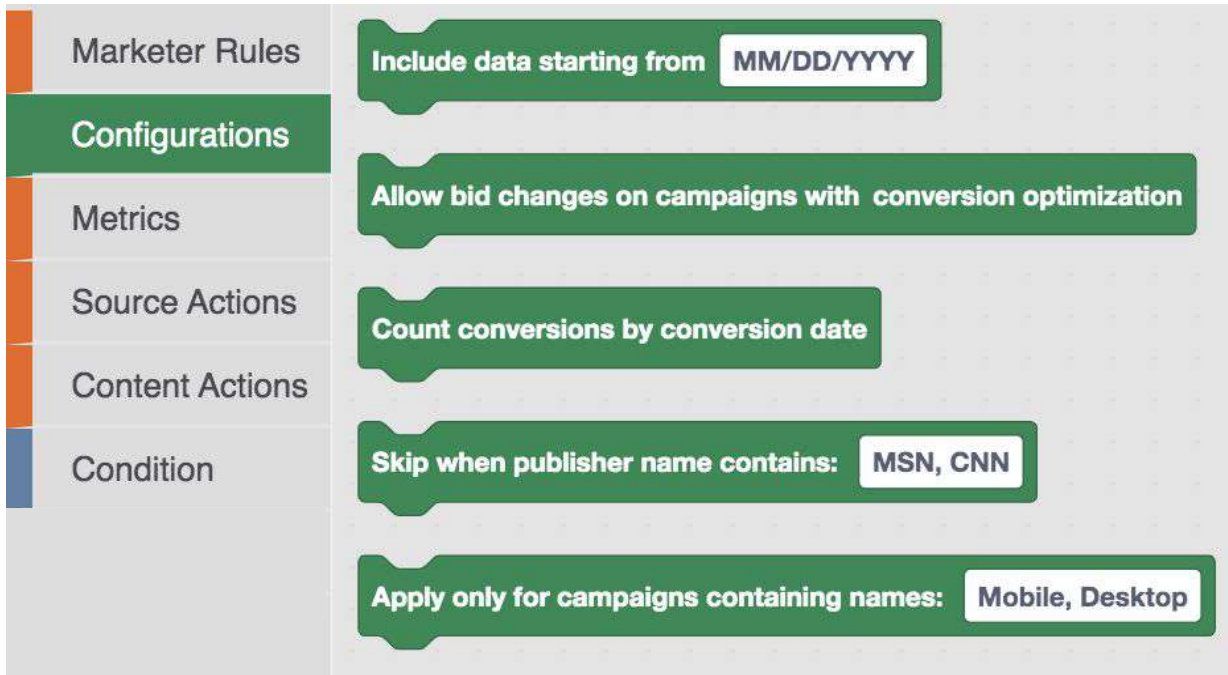 Marketer Rules
Configurations
Metrics
Source Actions
Content Actions
Condition
Include data starting from MM/DD/YYYY
Allow bid changes on campaigns with conversion optimization
Count conversions by conversion date
Skip when publisher name contains: MSN, CNN
Apply only for campaigns containing names: Mobile, Desktop